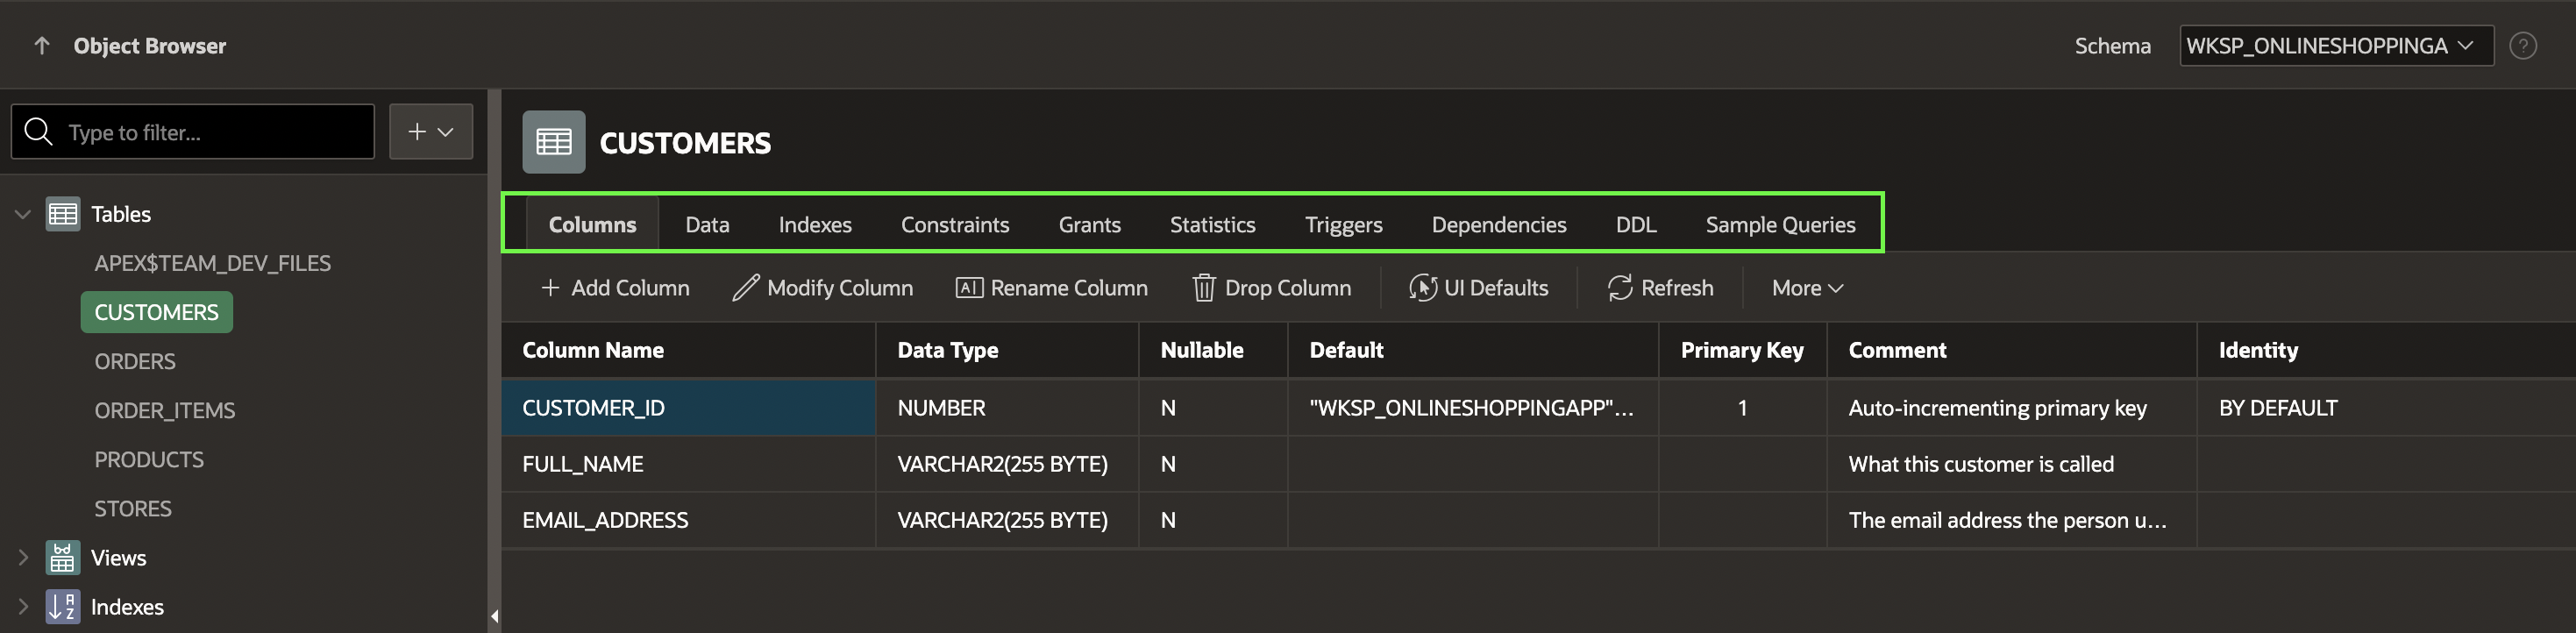 Object Browser
Schema WKSP_ONLINESHOPPINGA
Type to filter...
CUSTOMERS
Tables
APEX$TEAM_DEV_FILES
CUSTOMERS
ORDERS
ORDER_ITEMS
PRODUCTS
STORES
Views
Indexes
Columns Data Indexes Constraints Grants Statistics Triggers Dependencies DDL Sample Queries
Add Column Modify Column Rename Column Drop Column UI Defaults Refresh More
Column Name Data Type Nullable Default Primary Key Comment Identity
CUSTOMER_ID NUMBER N "WKSP_ONLINESHOPPINGAPP"... 1 Auto-incrementing primary key BY DEFAULT
FULL_NAME VARCHAR2(255 BYTE) N What this customer is called
EMAIL_ADDRESS VARCHAR2(255 BYTE) N The email address the person u...